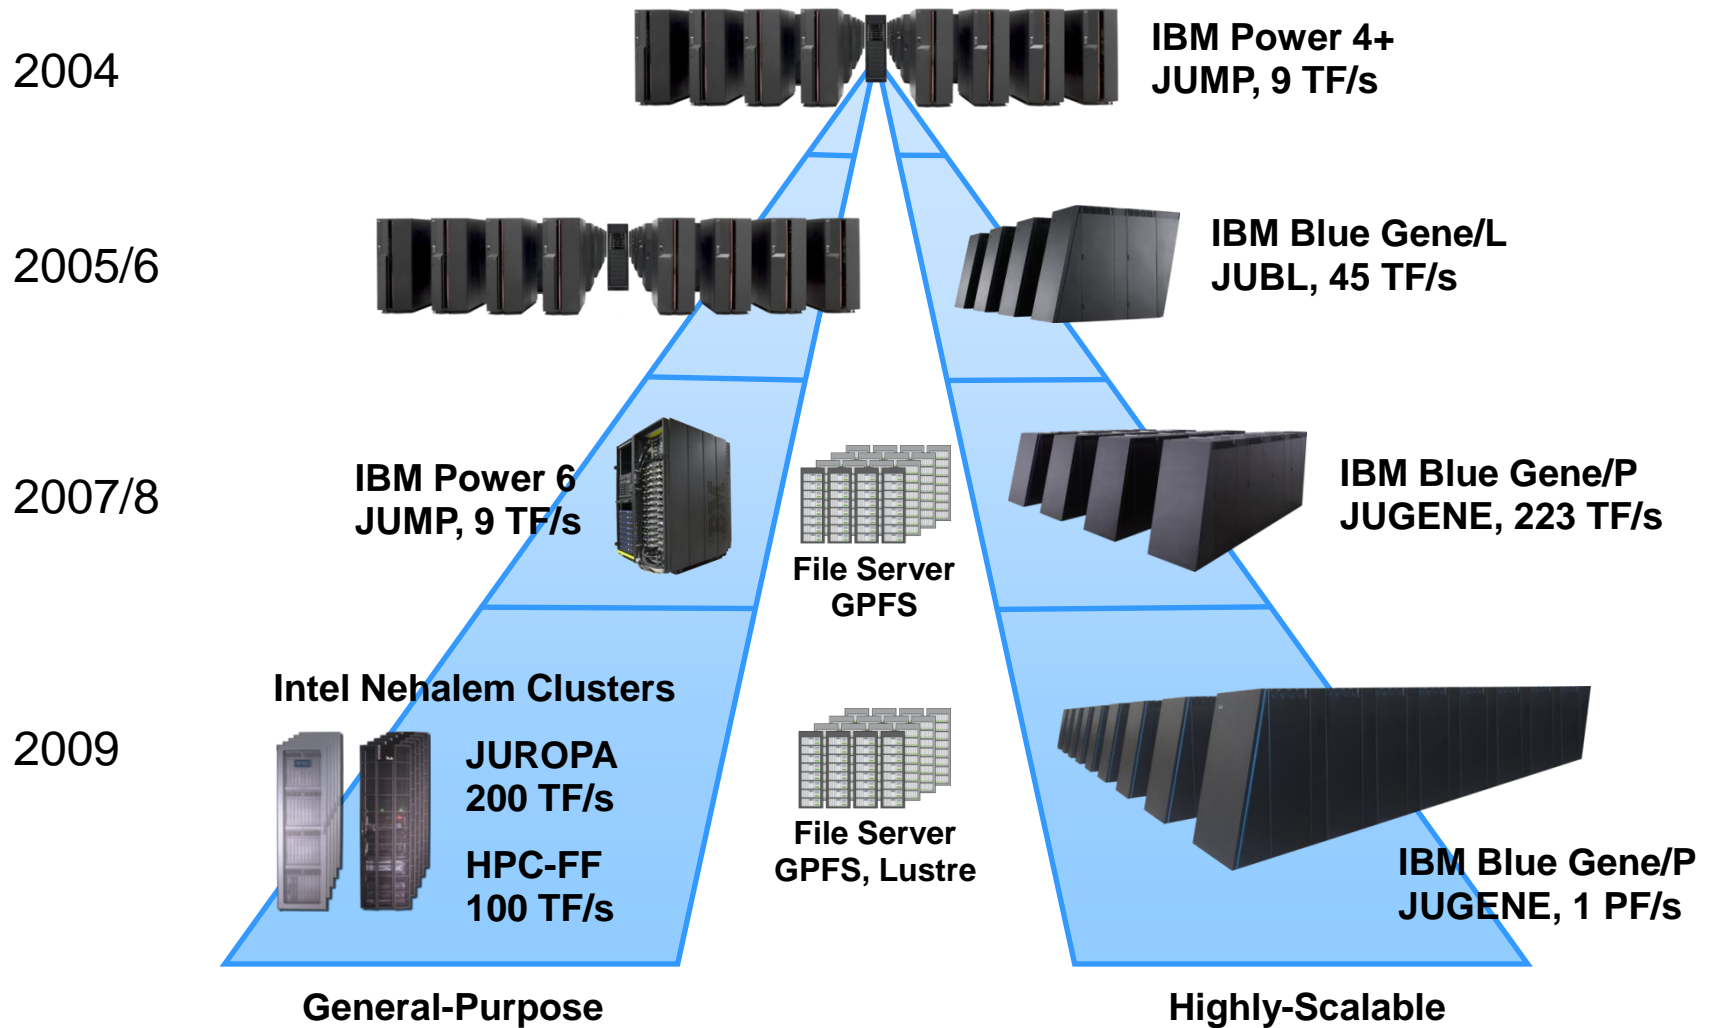 2004
IBM Power 4+
JUMP, 9 TF/s
2005/6
IBM Blue Gene/L
JUBL, 45 TF/s
2007/8
IBM Power 6
JUMP, 9 TF/s
File Server
GPFS
IBM Blue Gene/P
JUGENE, 223 TF/s
2009
Intel Nehalem Clusters
JUROPA
200 TF/s
HPC-FF
100 TF/s
File Server
GPFS, Lustre
IBM Blue Gene/P
JUGENE, 1 PF/s
General-Purpose
Highly-Scalable